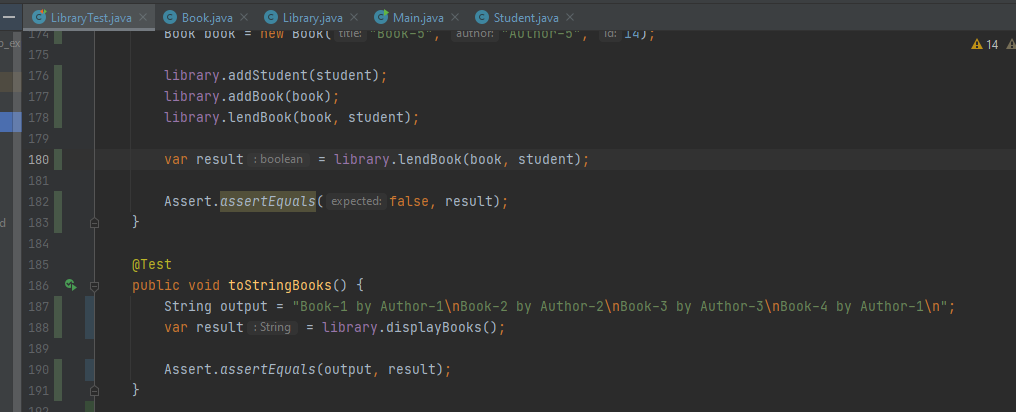 LibraryTest.java Book.java Library.java Main.java Student.java
174 Book book = new Book( title: "Book-5", author: "Author-5", id: 14);
14
175
176 library.addStudent(student);
177 library.addBook(book);
178 library.lendBook(book, student);
179
180 var result : boolean = library.lendBook(book, student);
181
182 Assert.assertEquals( expected: false, result);
183 }
184
185 @Test
186 public void toStringBooks() {
187 String output = "Book-1 by Author-1\nBook-2 by Author-2\nBook-3 by Author-3\nBook-4 by Author-1\n";
188 var result : String = library.displayBooks();
189
190 Assert.assertEquals(output, result);
191 }